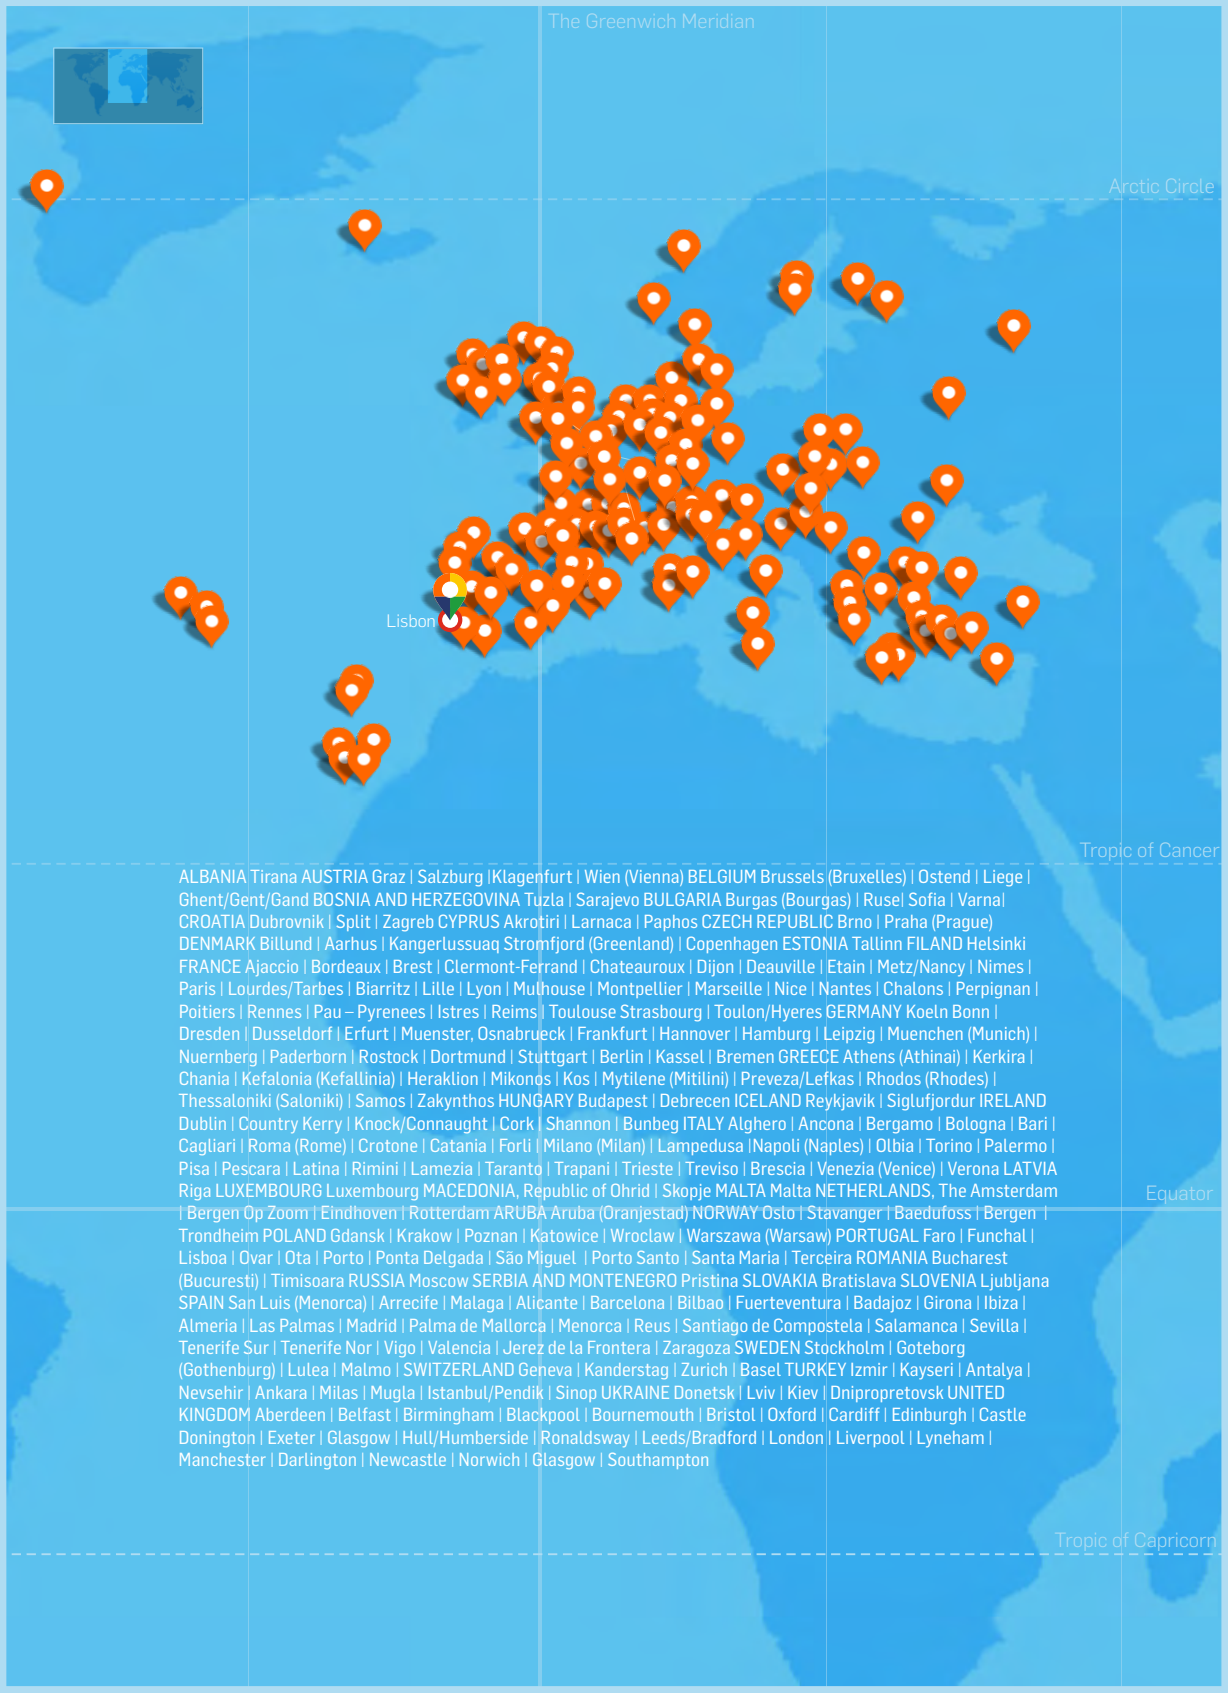 The Greenwich Meridian
Arctic Circle
Lisbon
Tropic of Cancer
ALBANIA Tirana AUSTRIA Graz | Salzburg |Klagenfurt | Wien (Vienna) BELGIUM Brussels (Bruxelles) | Ostend | Liege |
Ghent/Gent/Gand BOSNIA AND HERZEGOVINA Tuzla | Sarajevo BULGARIA Burgas (Bourgas) | Ruse| Sofia | Varna|
CROATIA Dubrovnik | Split | Zagreb CYPRUS Akrotiri | Larnaca | Paphos CZECH REPUBLIC Brno | Praha (Prague)
DENMARK Billund | Aarhus | Kangerlussuaq Stromfjord (Greenland) | Copenhagen ESTONIA Tallinn FILAND Helsinki
FRANCE Ajaccio | Bordeaux | Brest | Clermont-Ferrand | Chateauroux | Dijon | Deauville | Etain | Metz/Nancy | Nimes |
Paris | Lourdes/Tarbes | Biarritz | Lille | Lyon | Mulhouse | Montpellier | Marseille | Nice | Nantes | Chalons | Perpignan |
Poitiers | Rennes | Pau – Pyrenees | Istres | Reims | Toulouse Strasbourg | Toulon/Hyeres GERMANY Koeln Bonn |
Dresden | Dusseldorf | Erfurt | Muenster, Osnabrueck | Frankfurt | Hannover | Hamburg | Leipzig | Muenchen (Munich) |
Nuernberg | Paderborn | Rostock | Dortmund | Stuttgart | Berlin | Kassel | Bremen GREECE Athens (Athinai) | Kerkira |
Chania | Kefalonia (Kefallinia) | Heraklion | Mikonos | Kos | Mytilene (Mitilini) | Preveza/Lefkas | Rhodos (Rhodes) |
Thessaloniki (Saloniki) | Samos | Zakynthos HUNGARY Budapest | Debrecen ICELAND Reykjavik | Siglufjordur IRELAND
Dublin | Country Kerry | Knock/Connaught | Cork | Shannon | Bunbeg ITALY Alghero | Ancona | Bergamo | Bologna | Bari |
Cagliari | Roma (Rome) | Crotone | Catania | Forli | Milano (Milan) | Lampedusa |Napoli (Naples) | Olbia | Torino | Palermo |
Pisa | Pescara | Latina | Rimini | Lamezia | Taranto | Trapani | Trieste | Treviso | Brescia | Venezia (Venice) | Verona LATVIA
Riga LUXEMBOURG Luxembourg MACEDONIA, Republic of Ohrid | Skopje MALTA Malta NETHERLANDS, The Amsterdam
Equator
| Bergen Op Zoom | Eindhoven | Rotterdam ARUBA Aruba (Oranjestad) NORWAY Oslo | Stavanger | Baedufoss | Bergen |
Trondheim POLAND Gdansk | Krakow | Poznan | Katowice | Wroclaw | Warszawa (Warsaw) PORTUGAL Faro | Funchal |
Lisboa | Ovar | Ota | Porto | Ponta Delgada | São Miguel | Porto Santo | Santa Maria | Terceira ROMANIA Bucharest
(Bucuresti) | Timisoara RUSSIA Moscow SERBIA AND MONTENEGRO Pristina SLOVAKIA Bratislava SLOVENIA Ljubljana
SPAIN San Luis (Menorca) | Arrecife | Malaga | Alicante | Barcelona | Bilbao | Fuerteventura | Badajoz | Girona | Ibiza |
Almeria | Las Palmas | Madrid | Palma de Mallorca | Menorca | Reus | Santiago de Compostela | Salamanca | Sevilla |
Tenerife Sur | Tenerife Nor | Vigo | Valencia | Jerez de la Frontera | Zaragoza SWEDEN Stockholm | Goteborg
(Gothenburg) | Lulea | Malmo | SWITZERLAND Geneva | Kanderstag | Zurich | Basel TURKEY Izmir | Kayseri | Antalya |
Nevsehir | Ankara | Milas | Mugla | Istanbul/Pendik | Sinop UKRAINE Donetsk | Lviv | Kiev | Dnipropretovsk UNITED
KINGDOM Aberdeen | Belfast | Birmingham | Blackpool | Bournemouth | Bristol | Oxford | Cardiff | Edinburgh | Castle
Donington | Exeter | Glasgow | Hull/Humberside | Ronaldsway | Leeds/Bradford | London | Liverpool | Lyneham |
Manchester | Darlington | Newcastle | Norwich | Glasgow | Southampton
Tropic of Capricorn